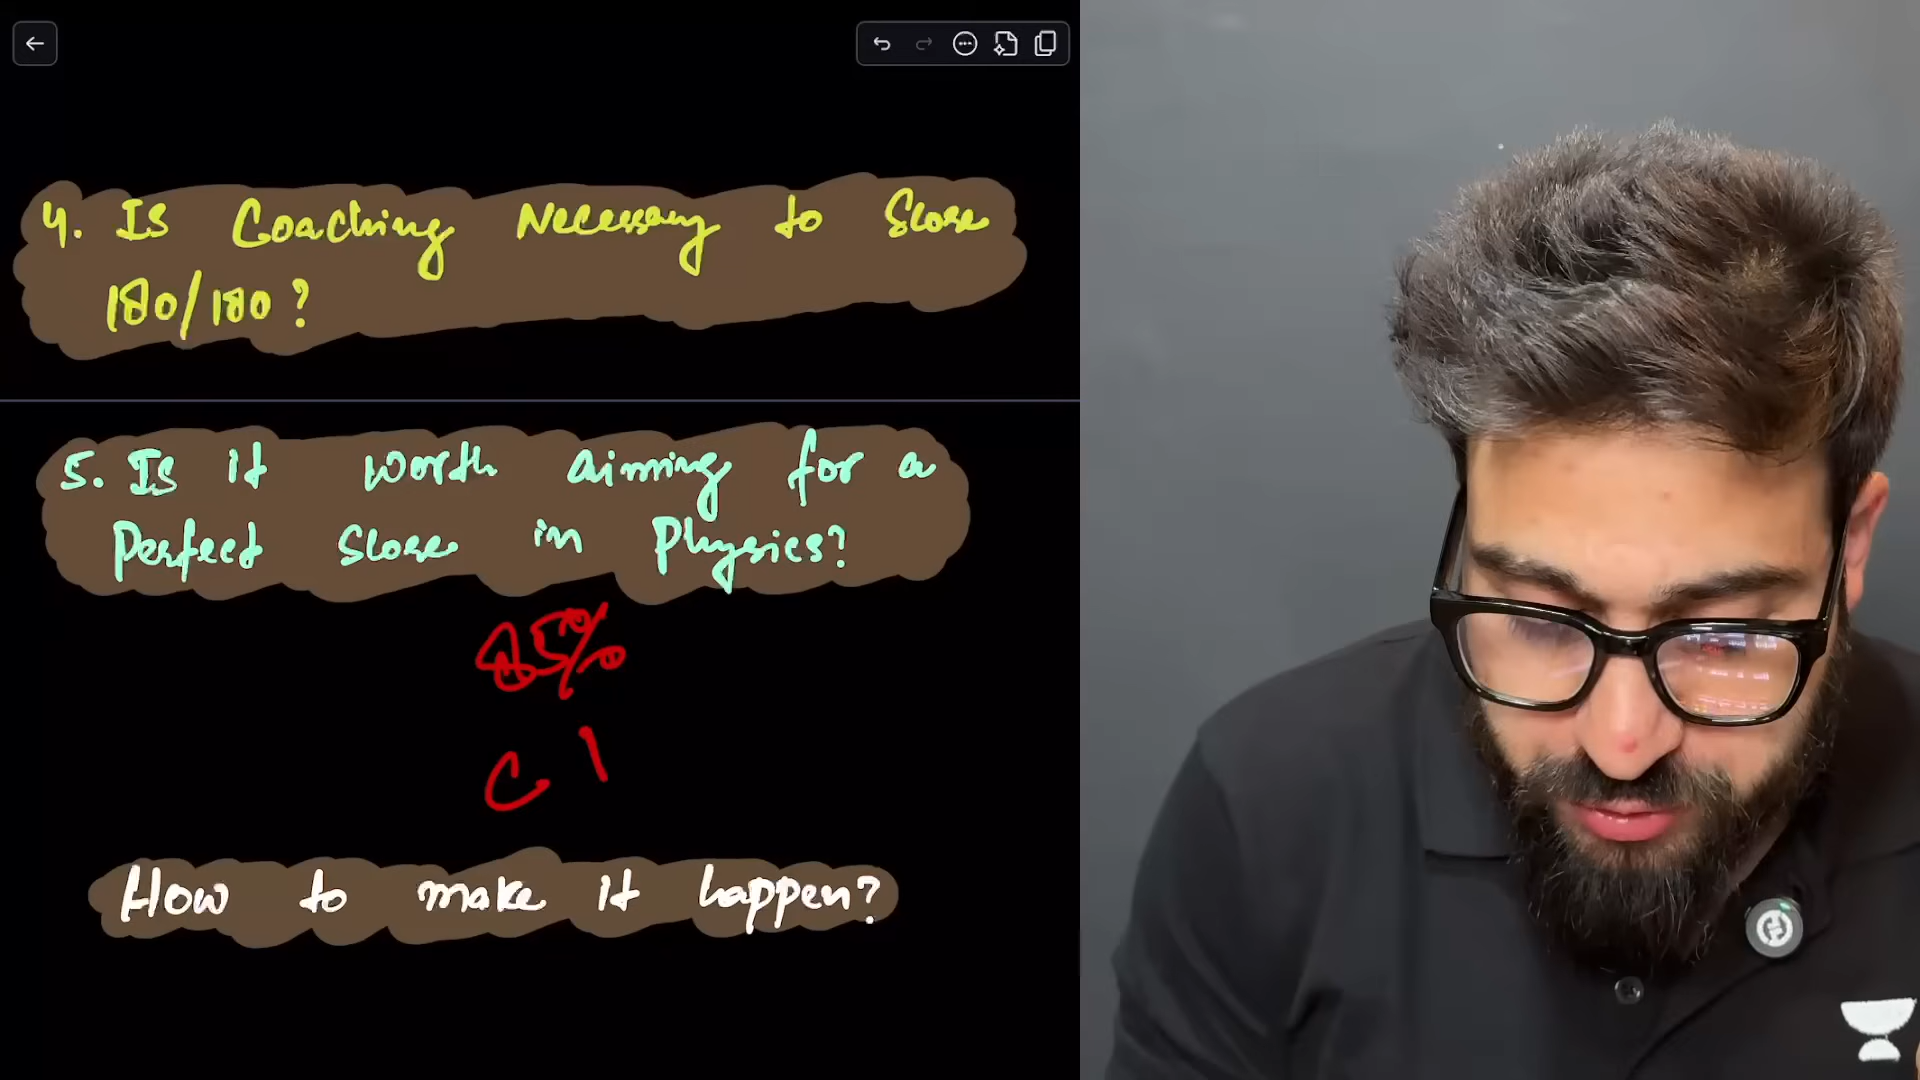 4. Is Coaching Necessary to Score
180/180?
5. Is it worth aiming for a
Perfect Score in Physics?
85%
C
How to make it happen?